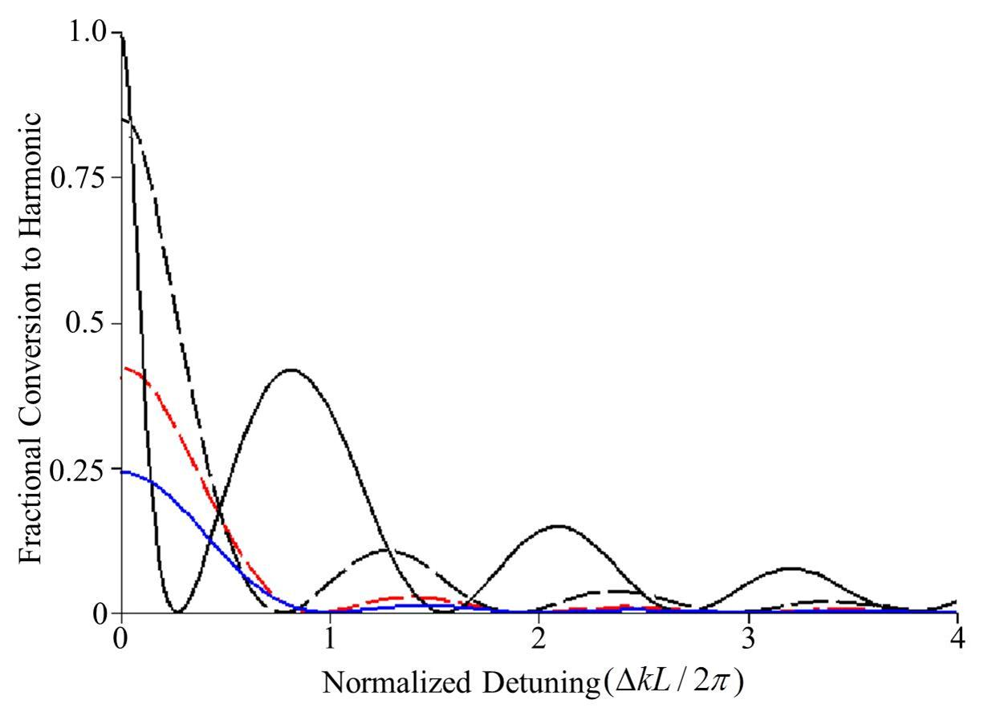 Fractional Conversion to Harmonic
1.0
0.75
0.5
0.25
0
0 1 2 3 4
Normalized Detuning (ΔkL / 2π)